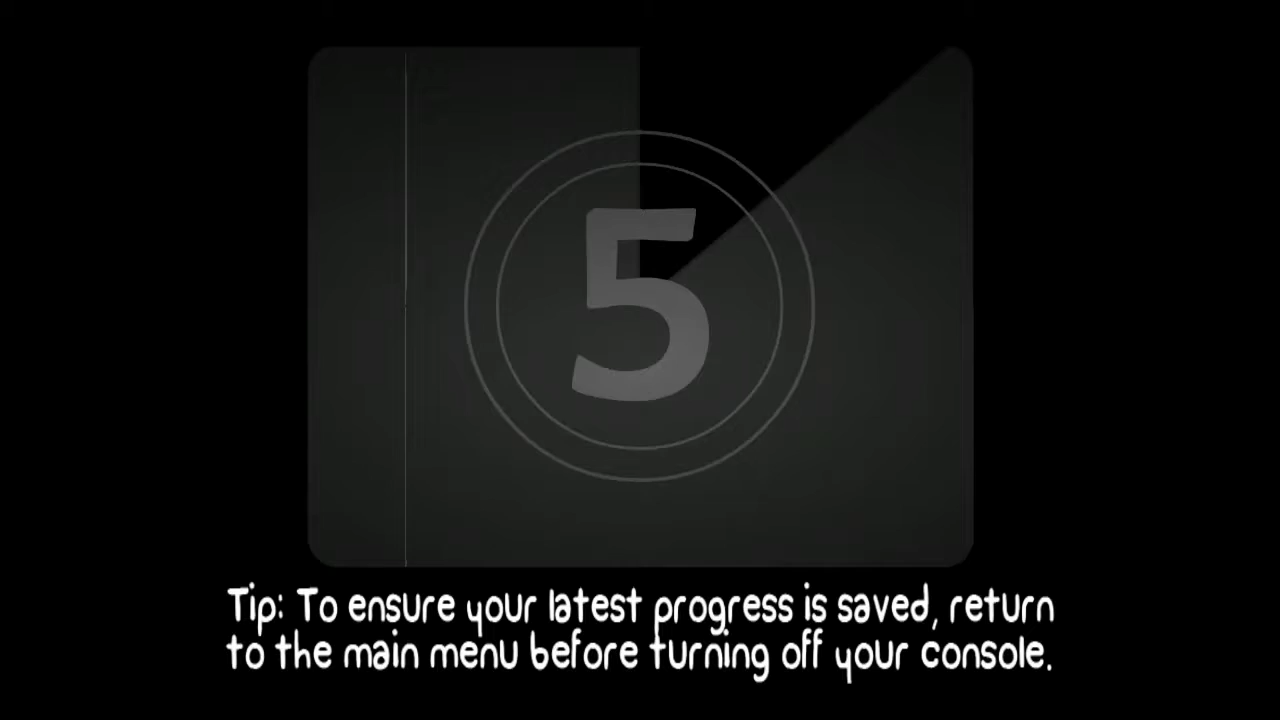 5
Tip: To ensure your latest progress is saved, return
to the main menu before turning off your console.